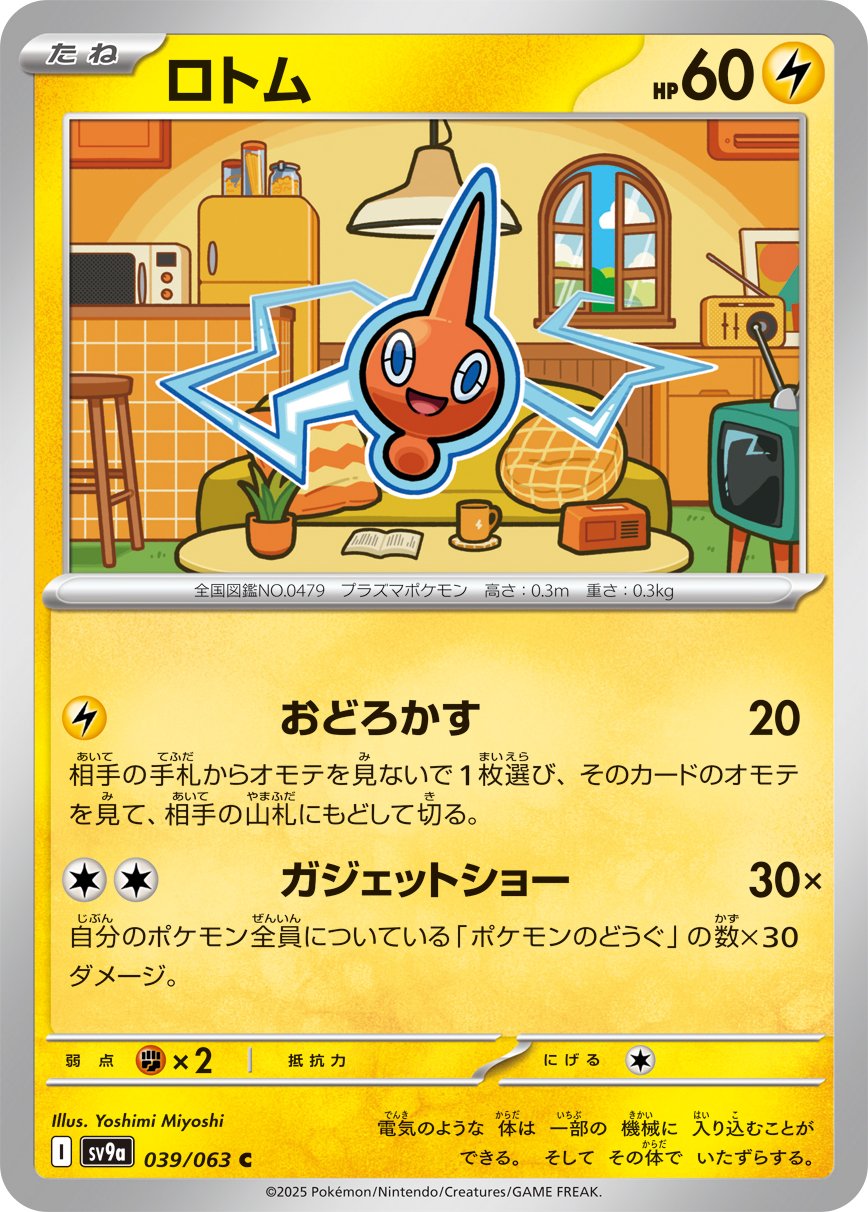 たね ロトム HP60
全国図鑑NO.0479 プラズマポケモン 高さ:0.3m 重さ:0.3kg
おどろかす 20
相手の手札からオモテを見ないで1枚選び、そのカードのオモテ
を見て、相手の山札にもどして切る。
ガジェットショー 30×
自分のポケモン全員についている「ポケモンのどうぐ」の数×30
ダメージ。
弱点 ×2 抵抗力 にげる
Illus. Yoshimi Miyoshi
電気のような 体は 一部の 機械に 入り込むことが
できる。 そして その体で いたずらする。
I sv9a 039/063 C
©2025 Pokémon/Nintendo/Creatures/GAME FREAK.